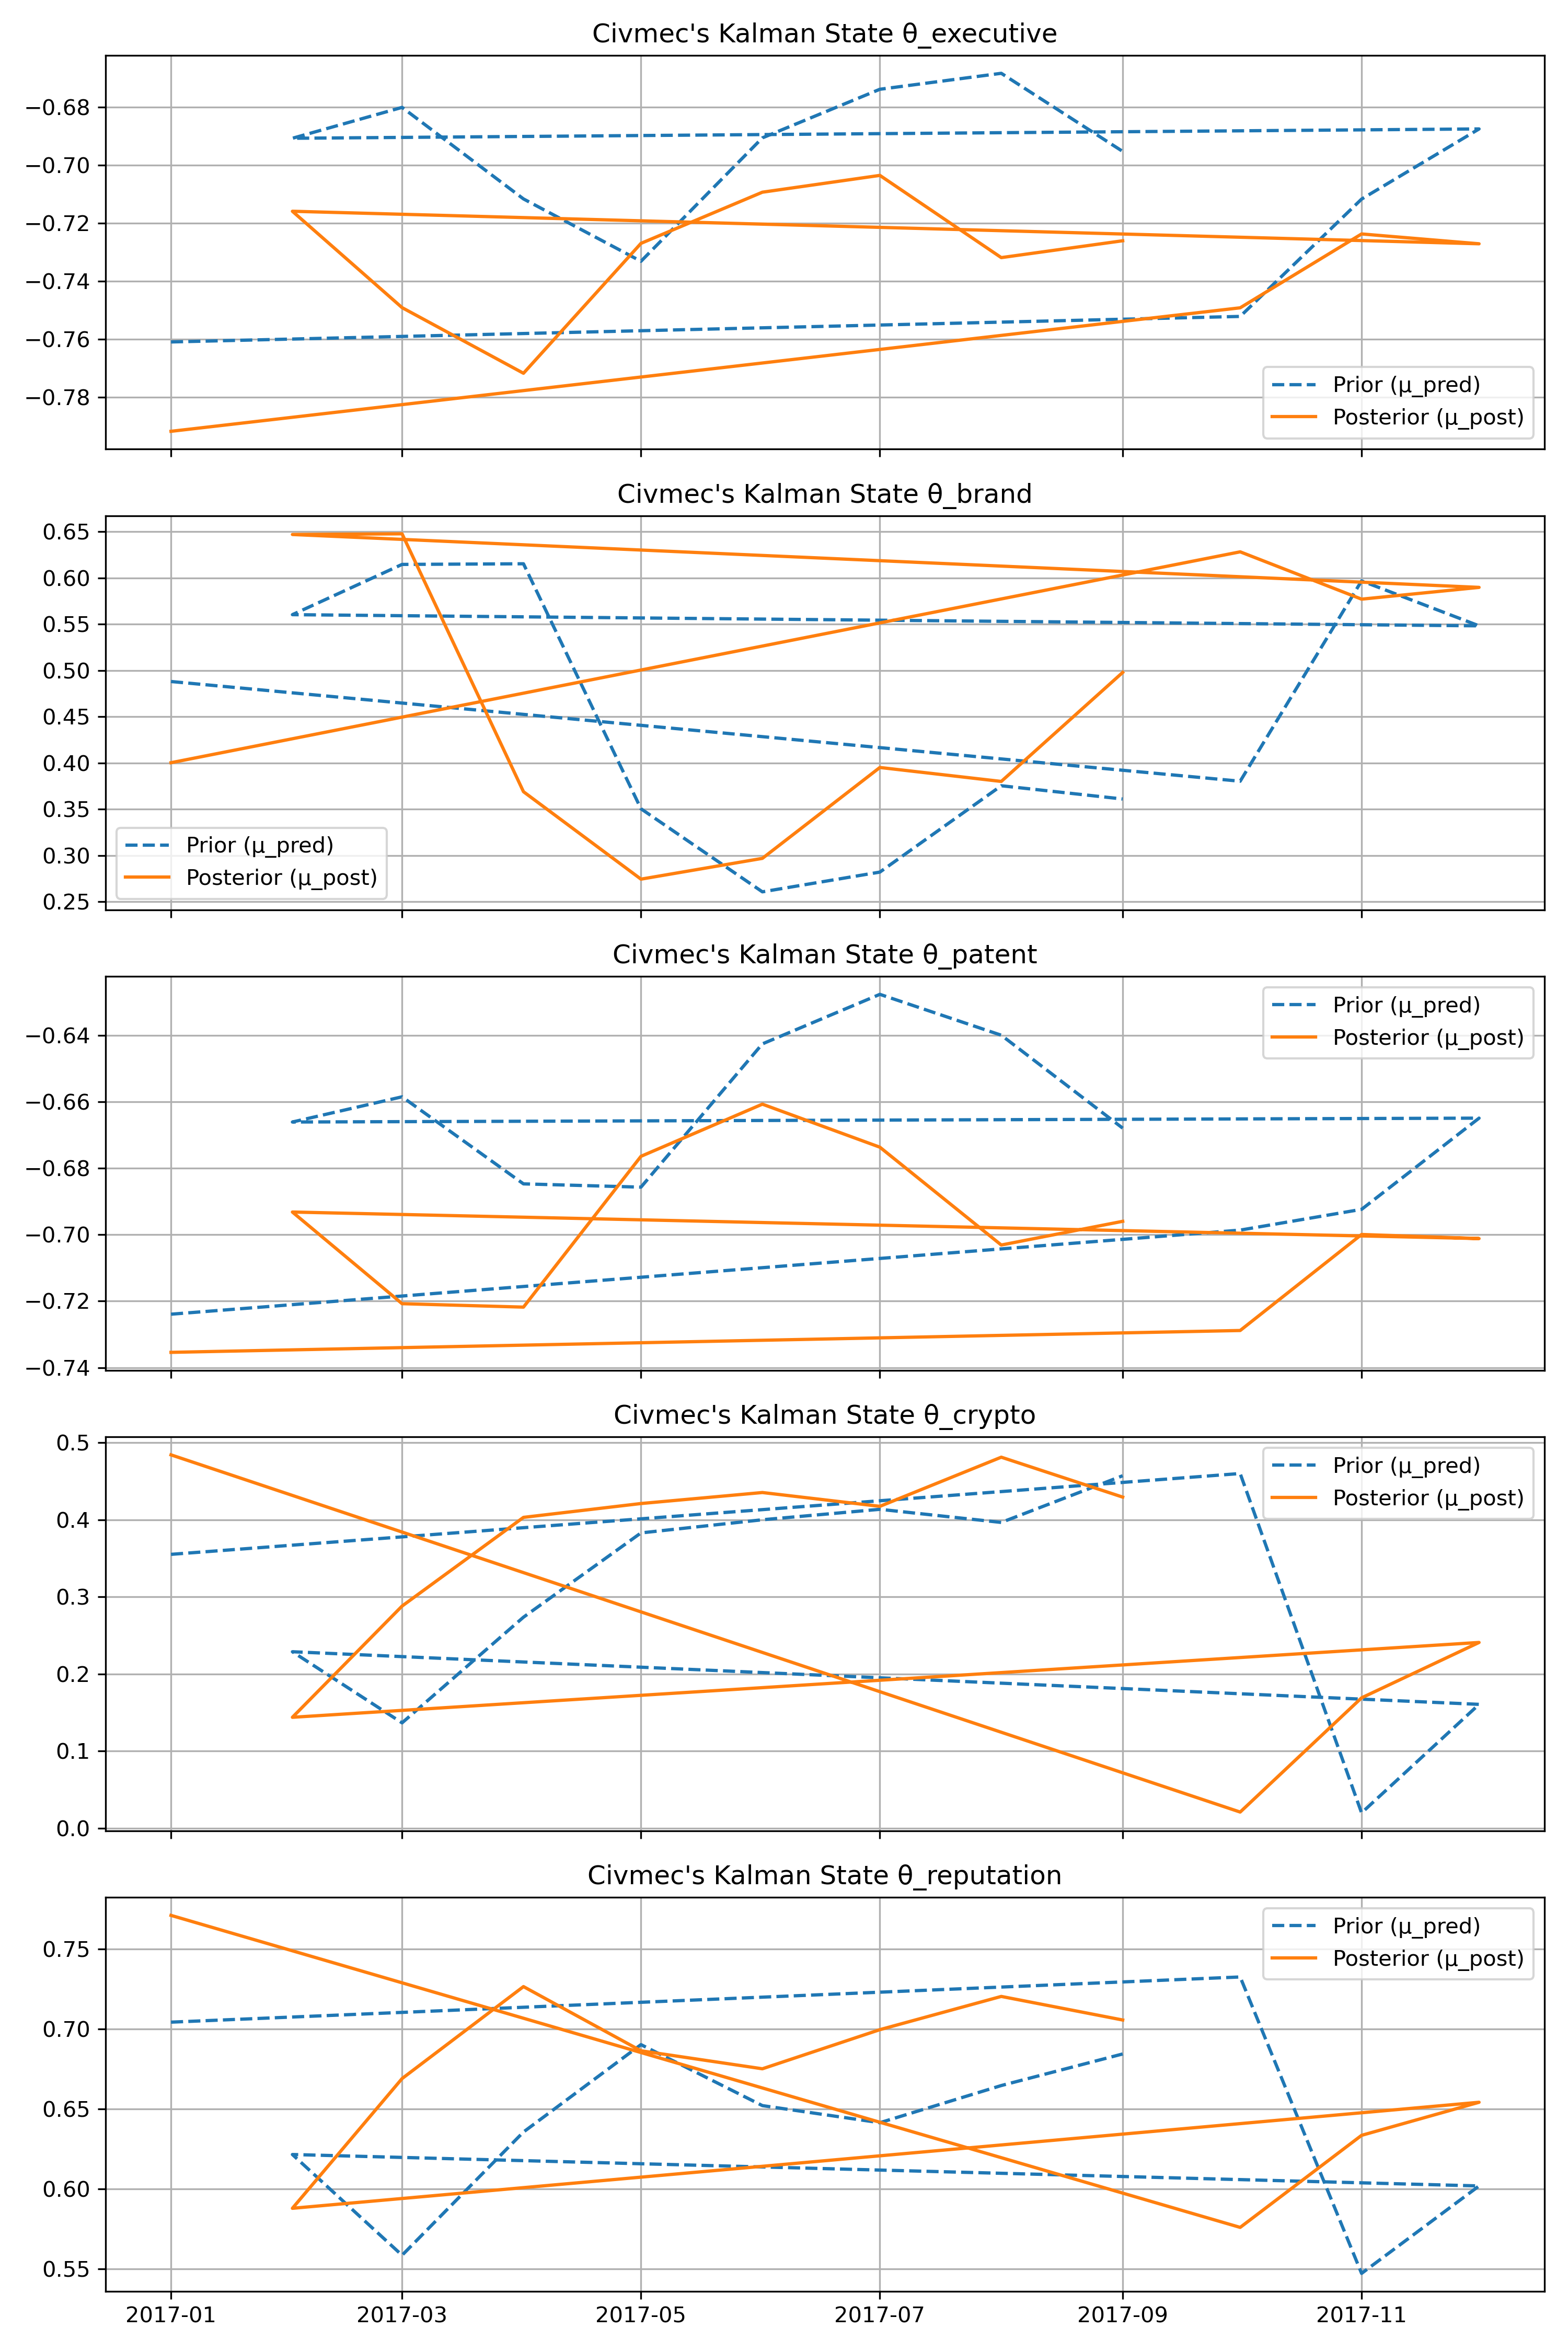 Civmec's Kalman State θ_executive
−0.68
−0.70
−0.72
−0.74
−0.76
−0.78
Prior (μ_pred)
Posterior (μ_post)
Civmec's Kalman State θ_brand
0.65
0.60
0.55
0.50
0.45
0.40
0.35
0.30
0.25
Prior (μ_pred)
Posterior (μ_post)
Civmec's Kalman State θ_patent
−0.64
−0.66
−0.68
−0.70
−0.72
−0.74
Prior (μ_pred)
Posterior (μ_post)
Civmec's Kalman State θ_crypto
0.5
0.4
0.3
0.2
0.1
0.0
Prior (μ_pred)
Posterior (μ_post)
Civmec's Kalman State θ_reputation
0.75
0.70
0.65
0.60
0.55
Prior (μ_pred)
Posterior (μ_post)
2017-01 2017-03 2017-05 2017-07 2017-09 2017-11